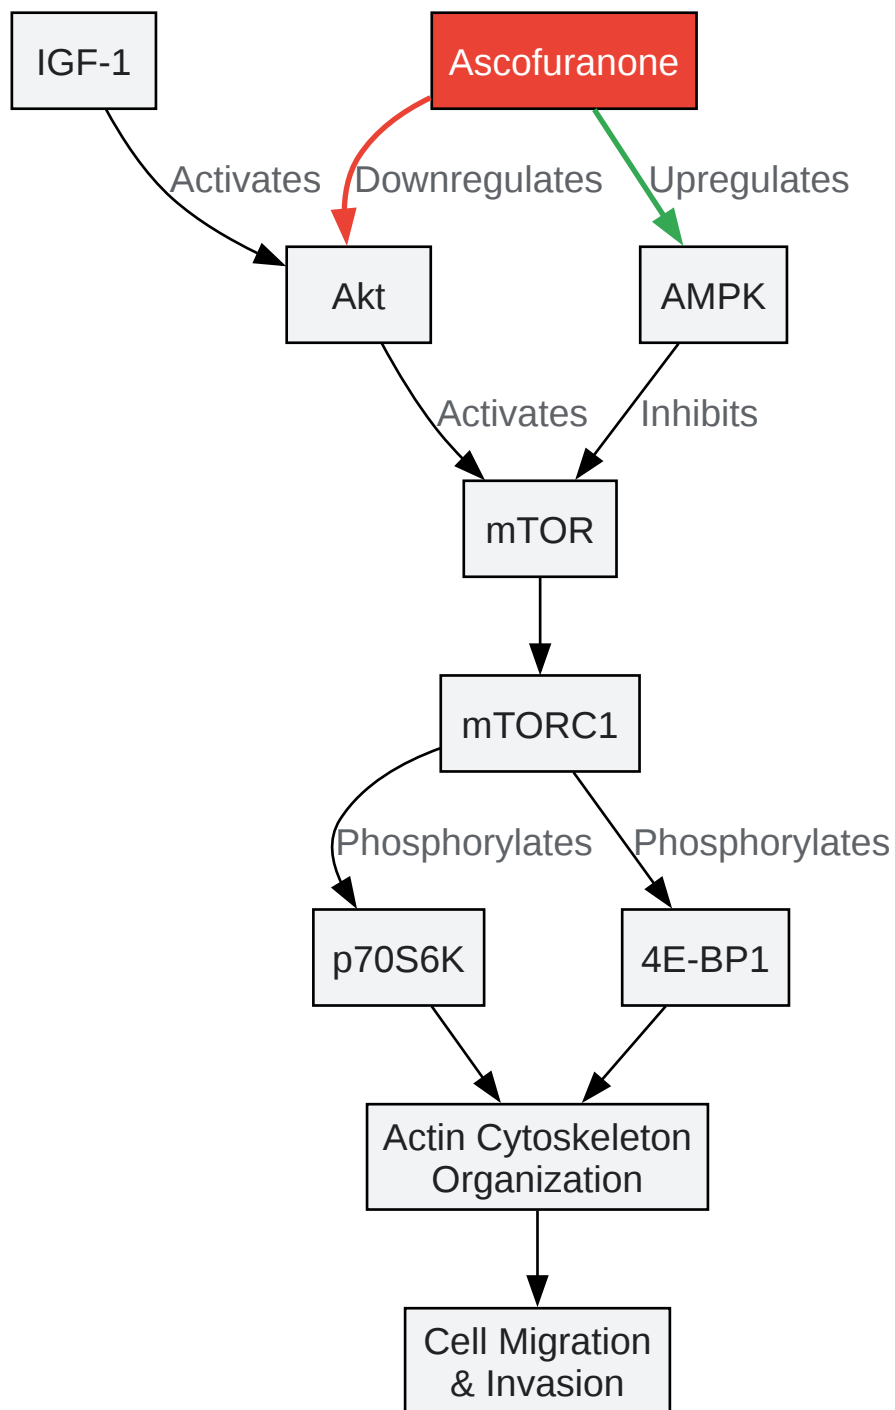 IGF-1
Ascofuranone
Activates
Downregulates
Upregulates
Akt
AMPK
Activates
Inhibits
mTOR
mTORC1
Phosphorylates
Phosphorylates
p70S6K
4E-BP1
Actin Cytoskeleton
Organization
Cell Migration
& Invasion